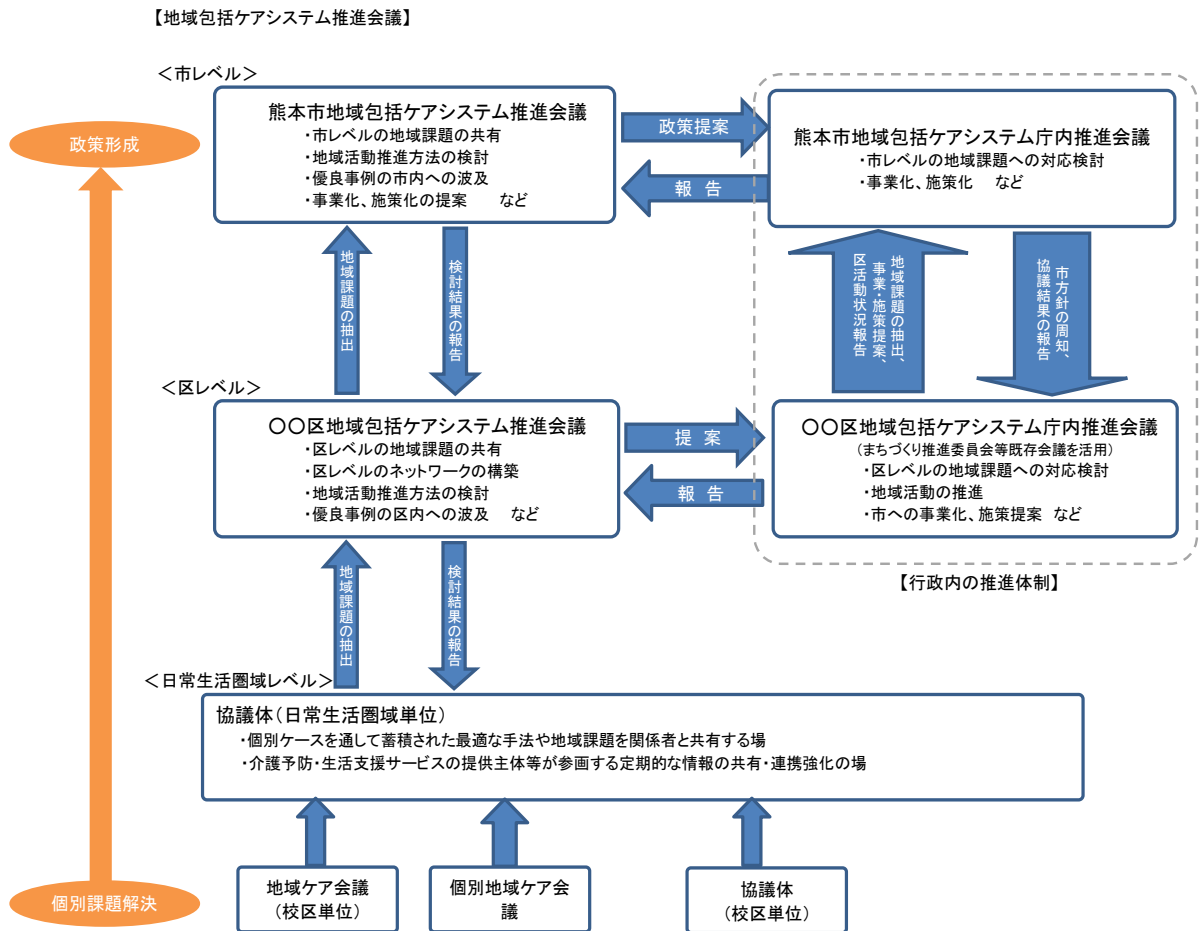 【地域包括ケアシステム推進会議】
＜市レベル＞
熊本市地域包括ケアシステム推進会議
・市レベルの地域課題の共有
・地域活動推進方法の検討
・優良事例の市内への波及
・事業化、施策化の提案　　など
政策提案
報 告
熊本市地域包括ケアシステム庁内推進会議
・市レベルの地域課題への対応検討
・事業化、施策化　など
政策形成
地域課題の抽出
検討結果の報告
地域課題の抽出、
事業・施策提案、
区活動状況報告
市方針の周知、
協議結果の報告
＜区レベル＞
〇〇区地域包括ケアシステム推進会議
・区レベルの地域課題の共有
・区レベルのネットワークの構築
・地域活動推進方法の検討
・優良事例の区内への波及　など
提 案
報 告
〇〇区地域包括ケアシステム庁内推進会議
(まちづくり推進委員会等既存会議を活用)
・区レベルの地域課題への対応検討
・地域活動の推進
・市への事業化、施策提案 など
【行政内の推進体制】
地域課題の抽出
検討結果の報告
＜日常生活圏域レベル＞
協議体(日常生活圏域単位)
・個別ケースを通して蓄積された最適な手法や地域課題を関係者と共有する場
・介護予防・生活支援サービスの提供主体等が参画する定期的な情報の共有・連携強化の場
個別課題解決
地域ケア会議
(校区単位)
個別地域ケア会
議
協議体
(校区単位)